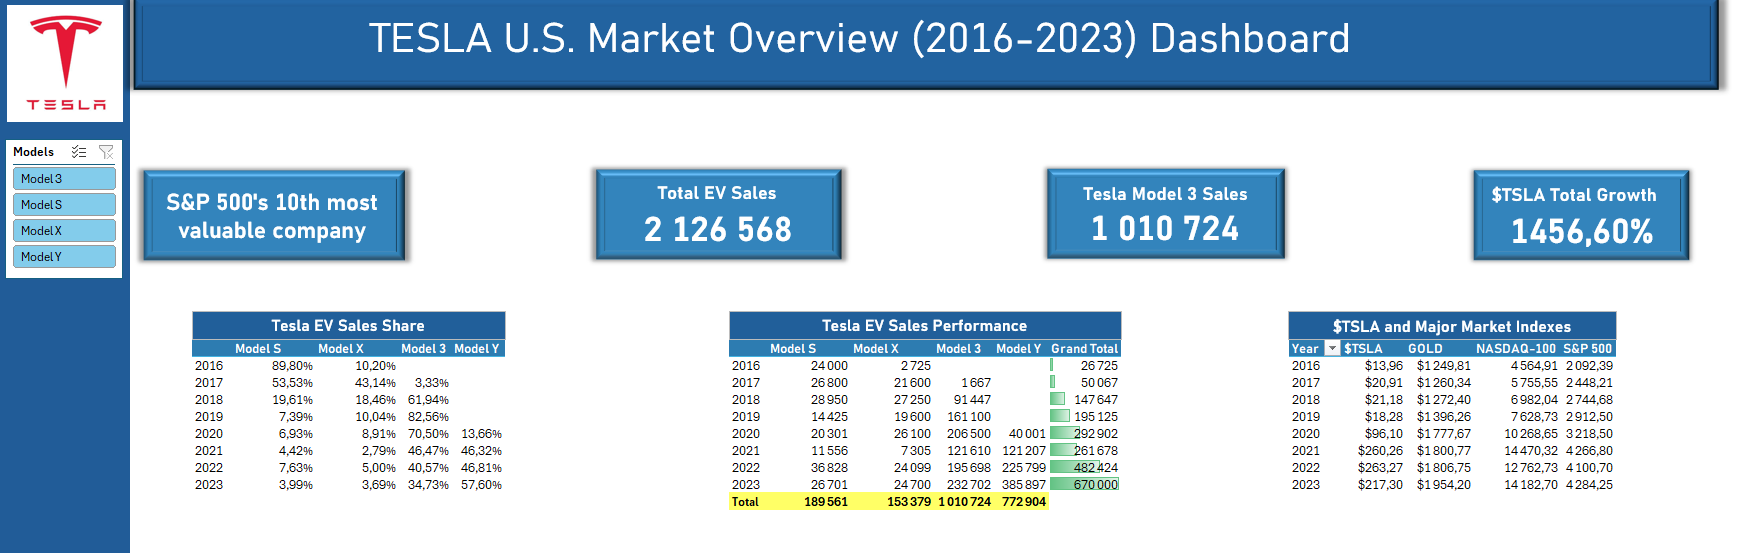 TESLA U.S. Market Overview (2016-2023) Dashboard
TESLA
Models
Model 3
Model S
Model X
Model Y
S&P 500's 10th most
valuable company
Total EV Sales
2 126 568
Tesla Model 3 Sales
1 010 724
$TSLA Total Growth
1456,60%
Tesla EV Sales Share
Model S Model X Model 3 Model Y
2016 89,80% 10,20%
2017 53,53% 43,14% 3,33%
2018 19,61% 18,46% 61,94%
2019 7,39% 10,04% 82,56%
2020 6,93% 8,91% 70,50% 13,66%
2021 4,42% 2,79% 46,47% 46,32%
2022 7,63% 5,00% 40,57% 46,81%
2023 3,99% 3,69% 34,73% 57,60%
Tesla EV Sales Performance
Model S Model X Model 3 Model Y Grand Total
2016 24 000 2 725 26 725
2017 26 800 21 600 1 667 50 067
2018 28 950 27 250 91 447 147 647
2019 14 425 19 600 161 100 195 125
2020 20 301 26 100 206 500 40 001 292 902
2021 11 556 7 305 121 610 121 207 261 678
2022 36 828 24 099 195 698 225 799 482 424
2023 26 701 24 700 232 702 385 897 670 000
Total 189 561 153 379 1 010 724 772 904
$TSLA and Major Market Indexes
Year $TSLA GOLD NASDAQ-100 S&P 500
2016 $13,96 $1 249,81 4 564,91 2 092,39
2017 $20,91 $1 260,34 5 755,55 2 448,21
2018 $21,18 $1 272,40 6 982,04 2 744,68
2019 $18,28 $1 396,26 7 628,73 2 912,50
2020 $96,10 $1 777,67 10 268,65 3 218,50
2021 $260,26 $1 800,77 14 470,32 4 266,80
2022 $263,27 $1 806,75 12 762,73 4 100,70
2023 $217,30 $1 954,20 14 182,70 4 284,25